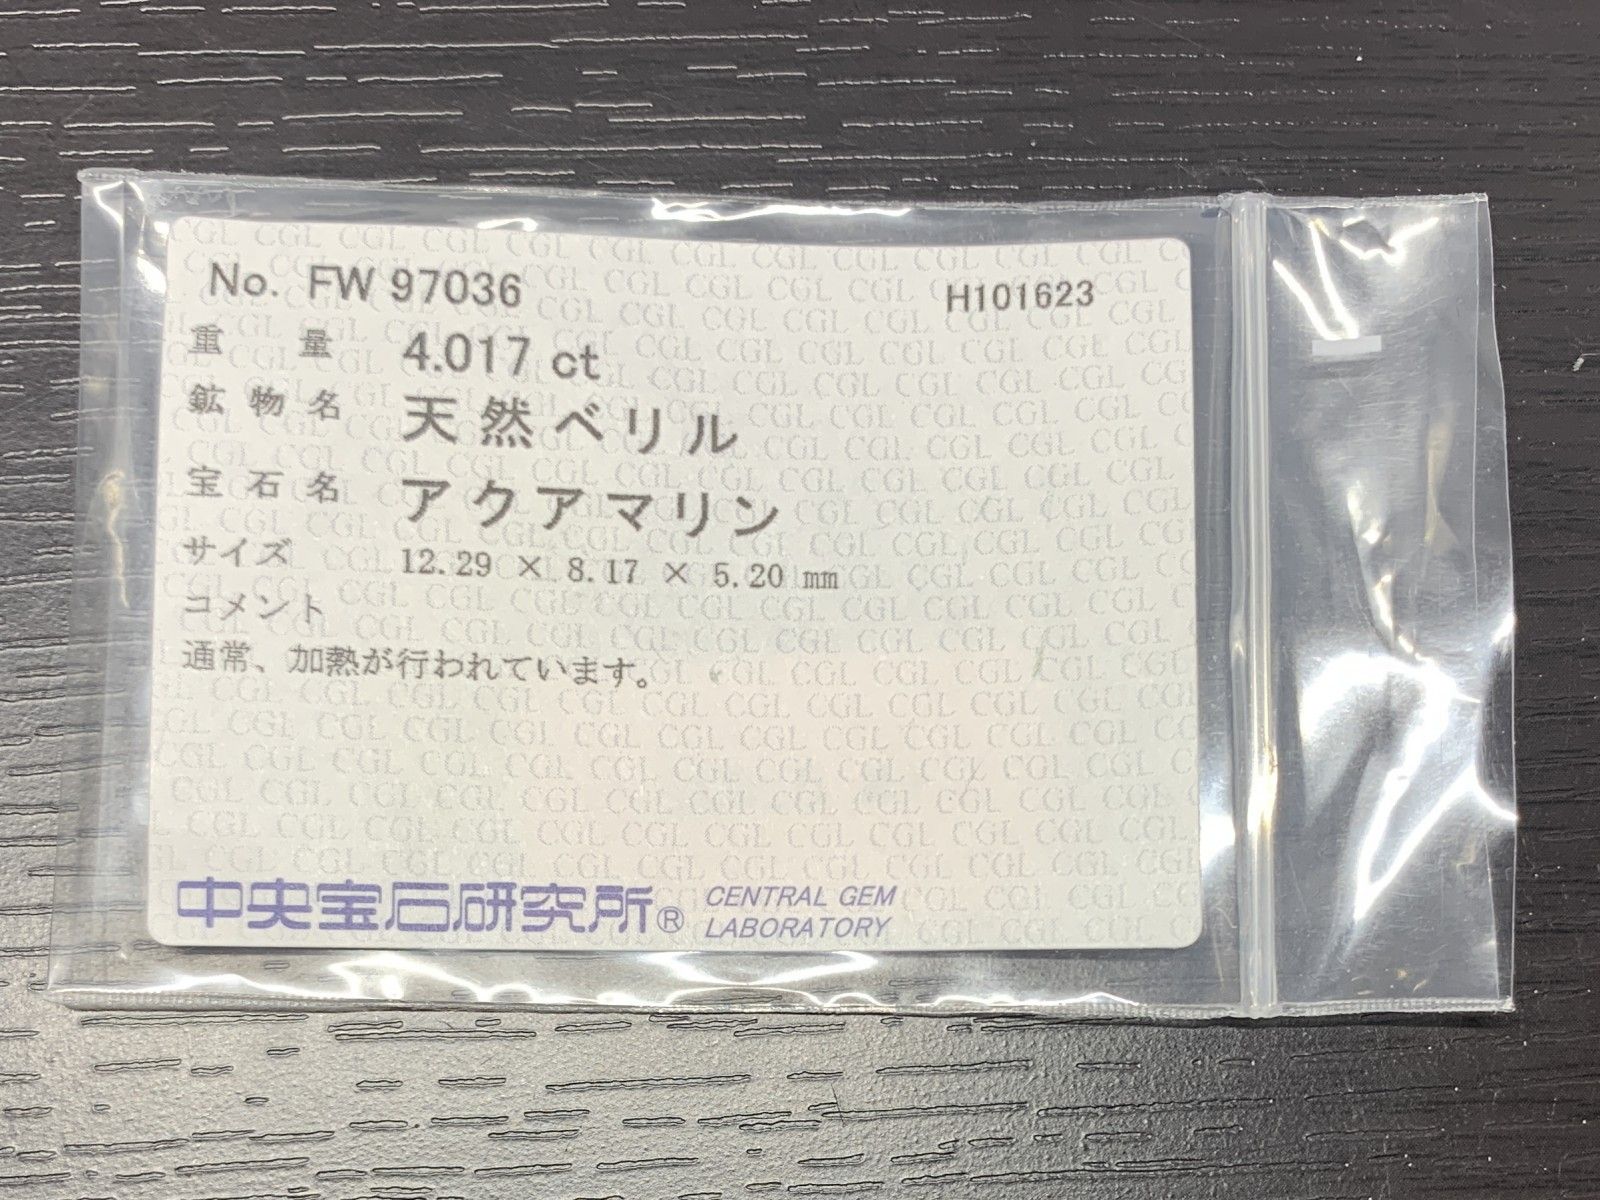 No. FW 97036 H101623
重量 4.017 ct
鉱物名 天然ベリル
宝石名 アクアマリン
サイズ 12.29 × 8.17 × 5.20 mm
コメント
通常、加熱が行われています。
中央宝石研究所® CENTRAL GEM LABORATORY